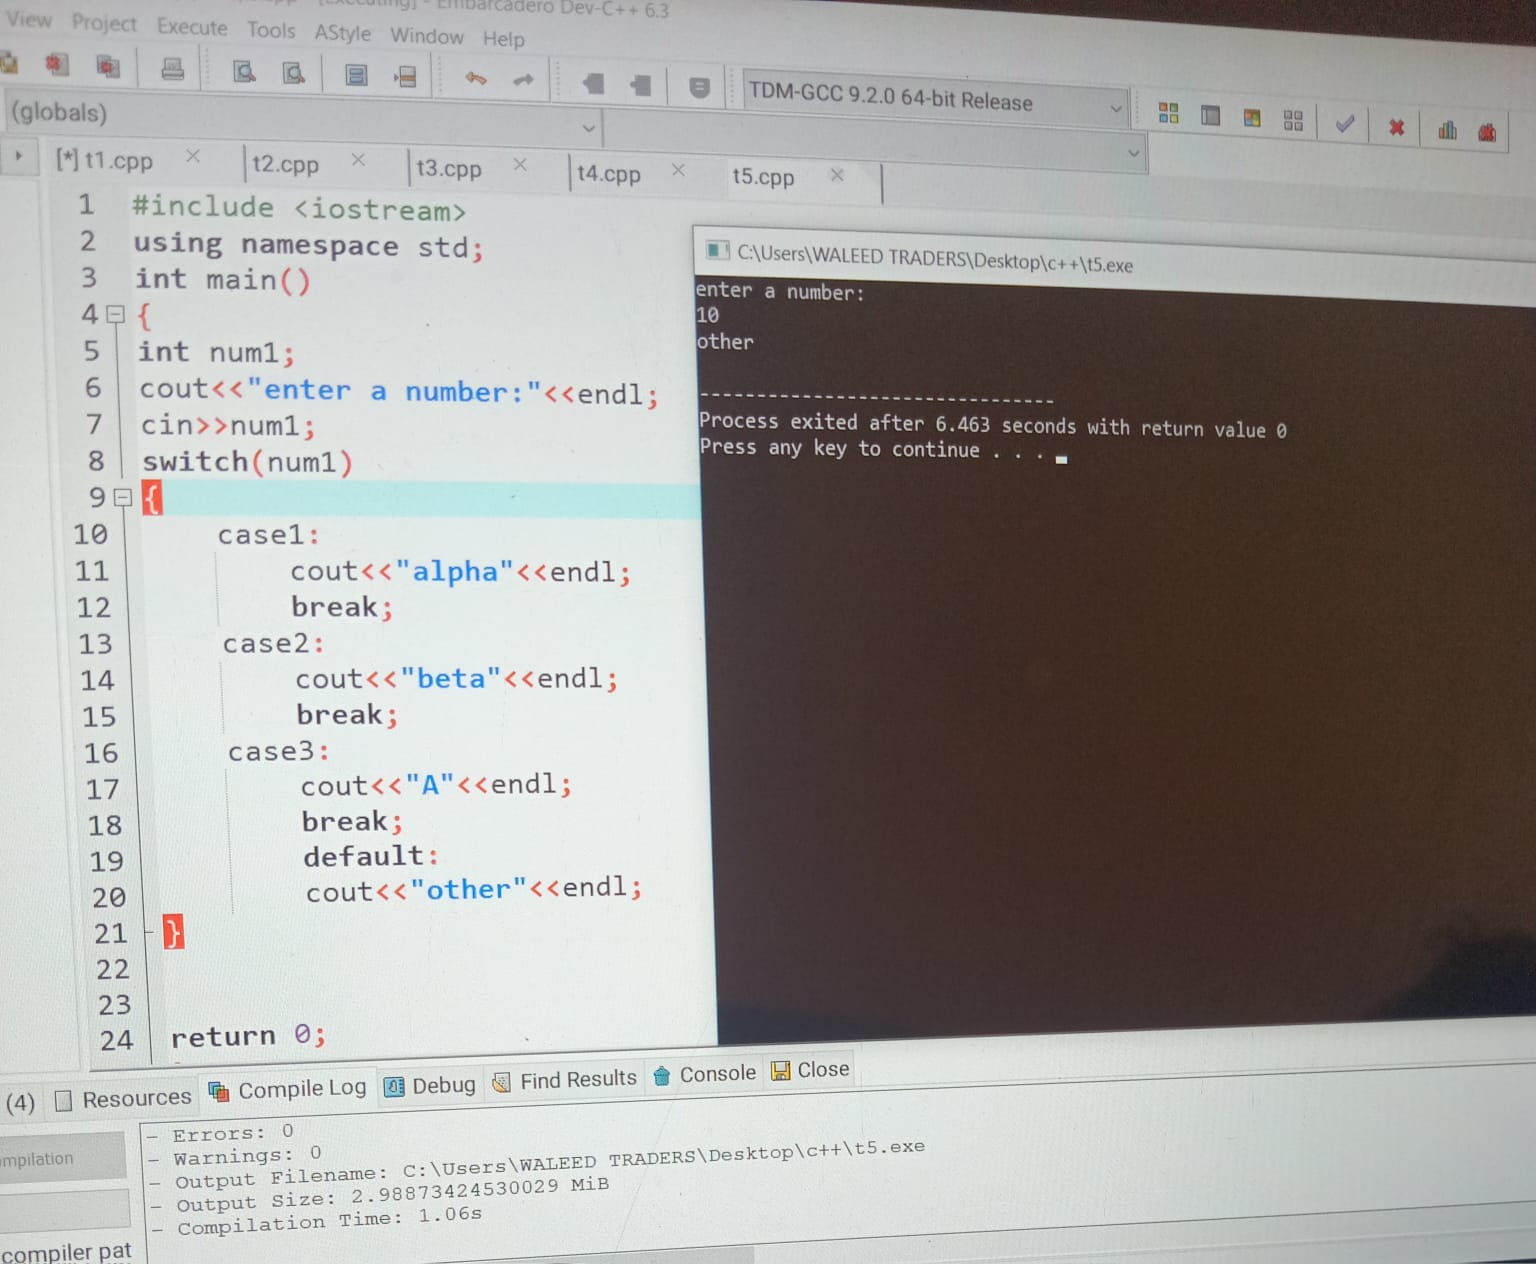 Embarcadero Dev-C++ 6.3
View Project Execute Tools AStyle Window Help
TDM-GCC 9.2.0 64-bit Release
(globals)
[*] t1.cpp t2.cpp t3.cpp t4.cpp t5.cpp
1 #include <iostream>
2 using namespace std;
3 int main()
4 {
5 int num1;
6 cout<<"enter a number:"<<endl;
7 cin>>num1;
8 switch(num1)
9 {
10 case1:
11 cout<<"alpha"<<endl;
12 break;
13 case2:
14 cout<<"beta"<<endl;
15 break;
16 case3:
17 cout<<"A"<<endl;
18 break;
19 default:
20 cout<<"other"<<endl;
21 }
22
23
24 return 0;
C:\Users\WALEED TRADERS\Desktop\c++\t5.exe
enter a number:
10
other
--------------------------------
Process exited after 6.463 seconds with return value 0
Press any key to continue . . .
(4) Resources Compile Log Debug Find Results Console Close
mpilation
compiler pat
- Errors: 0
- Warnings: 0
- Output Filename: C:\Users\WALEED TRADERS\Desktop\c++\t5.exe
- Output Size: 2.98873424530029 MiB
- Compilation Time: 1.06s